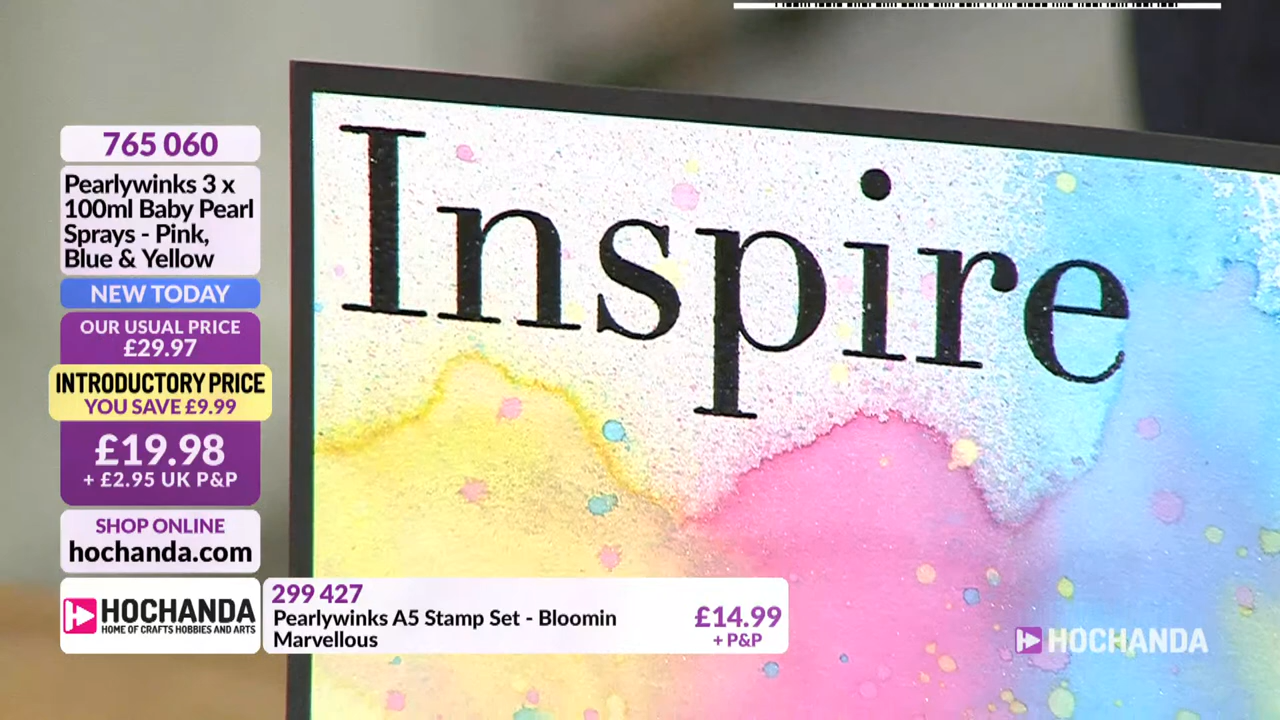 765 060
Pearlywinks 3 x
100ml Baby Pearl
Sprays - Pink,
Blue & Yellow
NEW TODAY
OUR USUAL PRICE
£29.97
INTRODUCTORY PRICE
YOU SAVE £9.99
£19.98
+ £2.95 UK P&P
SHOP ONLINE
hochanda.com
HOCHANDA
HOME OF CRAFTS HOBBIES AND ARTS
299 427
Pearlywinks A5 Stamp Set - Bloomin
Marvellous
£14.99
+ P&P
Inspire
HOCHANDA